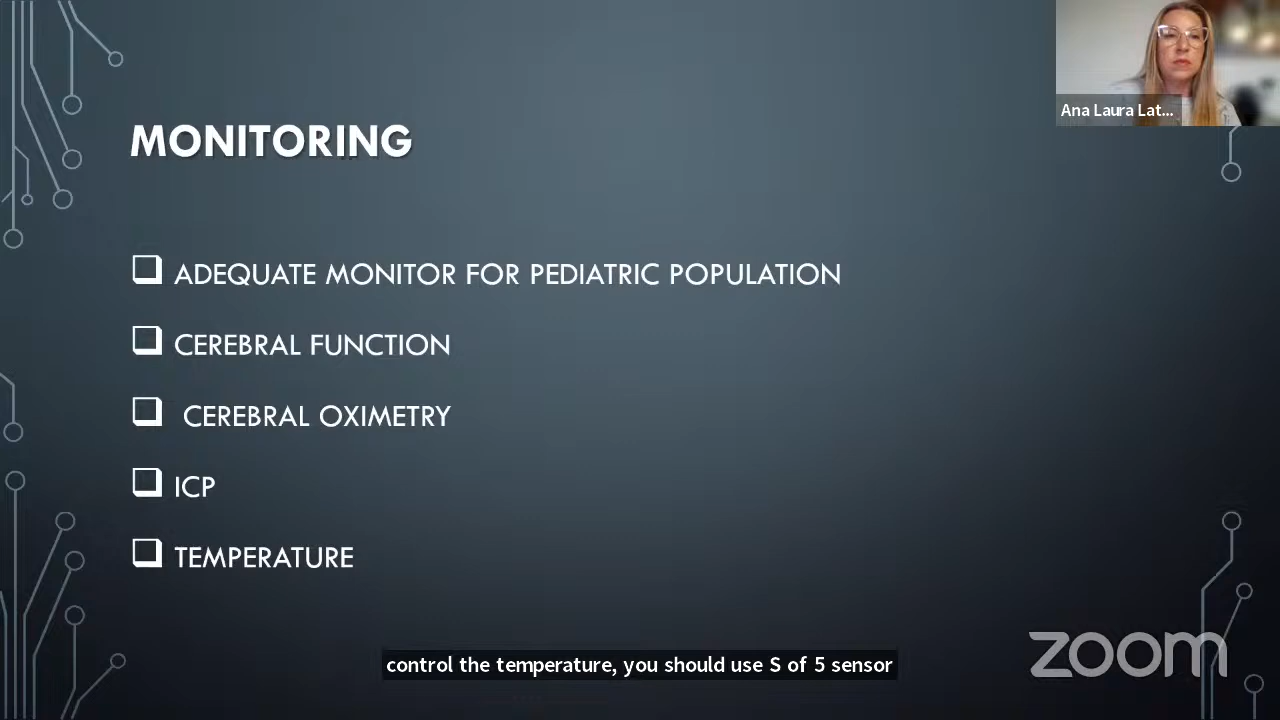 Ana Laura Lat...
MONITORING
ADEQUATE MONITOR FOR PEDIATRIC POPULATION
CEREBRAL FUNCTION
CEREBRAL OXIMETRY
ICP
TEMPERATURE
control the temperature, you should use S of 5 sensor
zoom